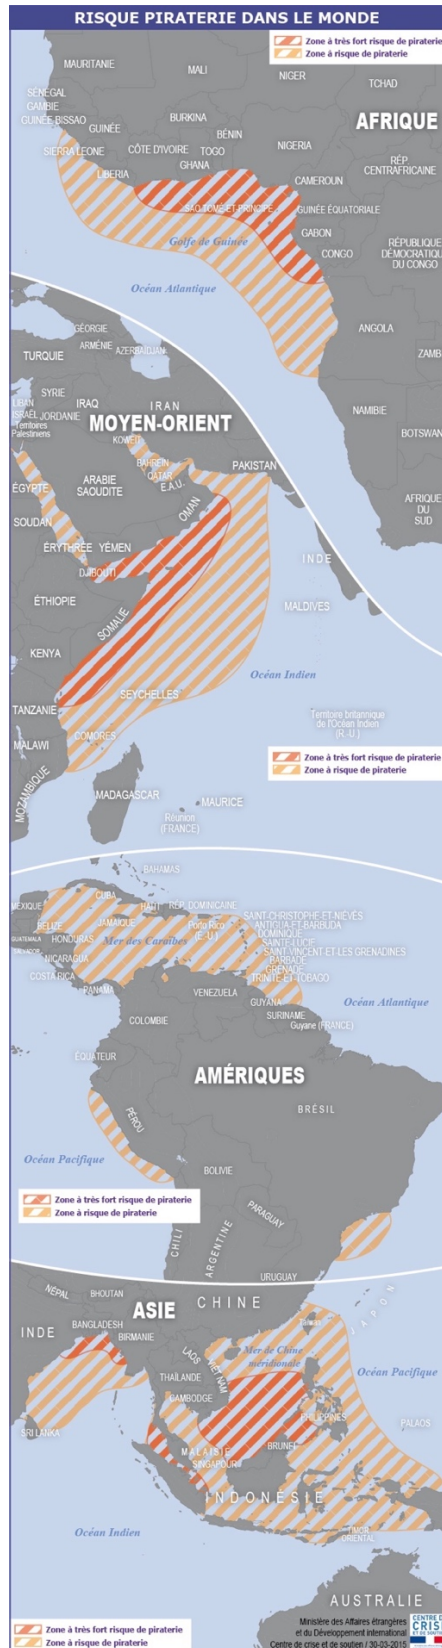 RISQUE PIRATERIE DANS LE MONDE
Zone à très fort risque de piraterie
Zone à risque de piraterie
MAURITANIE
MALI
NIGER
TCHAD
SÉNÉGAL
GAMBIE
GUINÉE-BISSAO
GUINÉE
BURKINA
BÉNIN
AFRIQUE
SIERRA LEONE
CÔTE D'IVOIRE
TOGO
NIGERIA
GHANA
RÉP.
CENTRAFRICAINE
LIBERIA
CAMEROUN
SAO TOMÉ-ET-PRINCIPE
GUINÉE ÉQUATORIALE
GABON
Golfe de Guinée
CONGO
RÉPUBLIQUE
DÉMOCRATIQUE
DU CONGO
Océan Atlantique
ANGOLA
ZAMB
NAMIBIE
BOTSWAN
AFRIQUE
DU
SUD
GÉORGIE
ARMÉNIE
AZERBAÏDJAN
TURQUIE
SYRIE
LIBAN
IRAQ
IRAN
ISRAËL
JORDANIE
Territoires
Palestiniens
MOYEN-ORIENT
KOWEÏT
BAHREIN
QATAR
E.A.U.
PAKISTAN
ÉGYPTE
ARABIE
SAOUDITE
OMAN
SOUDAN
ÉRYTHRÉE
YÉMEN
INDE
DJIBOUTI
ÉTHIOPIE
SOMALIE
MALDIVES
KENYA
Océan Indien
SEYCHELLES
TANZANIE
Territoire britannique
de l'Océan Indien
(R.-U.)
COMORES
MALAWI
MOZAMBIQUE
MADAGASCAR
MAURICE
Réunion
(FRANCE)
Zone à très fort risque de piraterie
Zone à risque de piraterie
BAHAMAS
MEXIQUE
CUBA
HAÏTI
RÉP. DOMINICAINE
BELIZE
JAMAÏQUE
Porto Rico
(É.-U.)
SAINT-CHRISTOPHE-ET-NIÉVÈS
ANTIGUA-ET-BARBUDA
DOMINIQUE
SAINTE-LUCIE
SAINT-VINCENT ET-LES GRENADINES
BARBADE
GRENADE
TRINITÉ-ET-TOBAGO
GUATEMALA
HONDURAS
Mer des Caraïbes
NICARAGUA
COSTA RICA
PANAMA
VENEZUELA
GUYANA
Océan Atlantique
SURINAME
Guyane (FRANCE)
COLOMBIE
ÉQUATEUR
AMÉRIQUES
BRÉSIL
PÉROU
Océan Pacifique
BOLIVIE
Zone à très fort risque de piraterie
Zone à risque de piraterie
PARAGUAY
CHILI
ARGENTINE
URUGUAY
NÉPAL
BHOUTAN
ASIE
CHINE
JAPON
INDE
BANGLADESH
BIRMANIE
Taiwan
LAOS
VIETNAM
Mer de Chine
méridionale
Océan Pacifique
THAÏLANDE
CAMBODGE
PHILIPPINES
PALAOS
SRI LANKA
MALAISIE
BRUNEI
SINGAPOUR
INDONÉSIE
TIMOR
ORIENTAL
Océan Indien
AUSTRALIE
Zone à très fort risque de piraterie
Zone à risque de piraterie
Ministère des Affaires étrangères
et du Développement international
Centre de crise et de soutien / 30-03-2015
CENTRE DE
CRISE
ET DE SOUTIEN